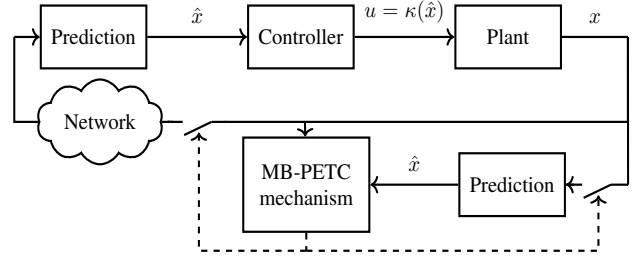 Prediction
x̂
Controller
u = κ(x̂)
Plant
x
Network
MB-PETC
mechanism
x̂
Prediction